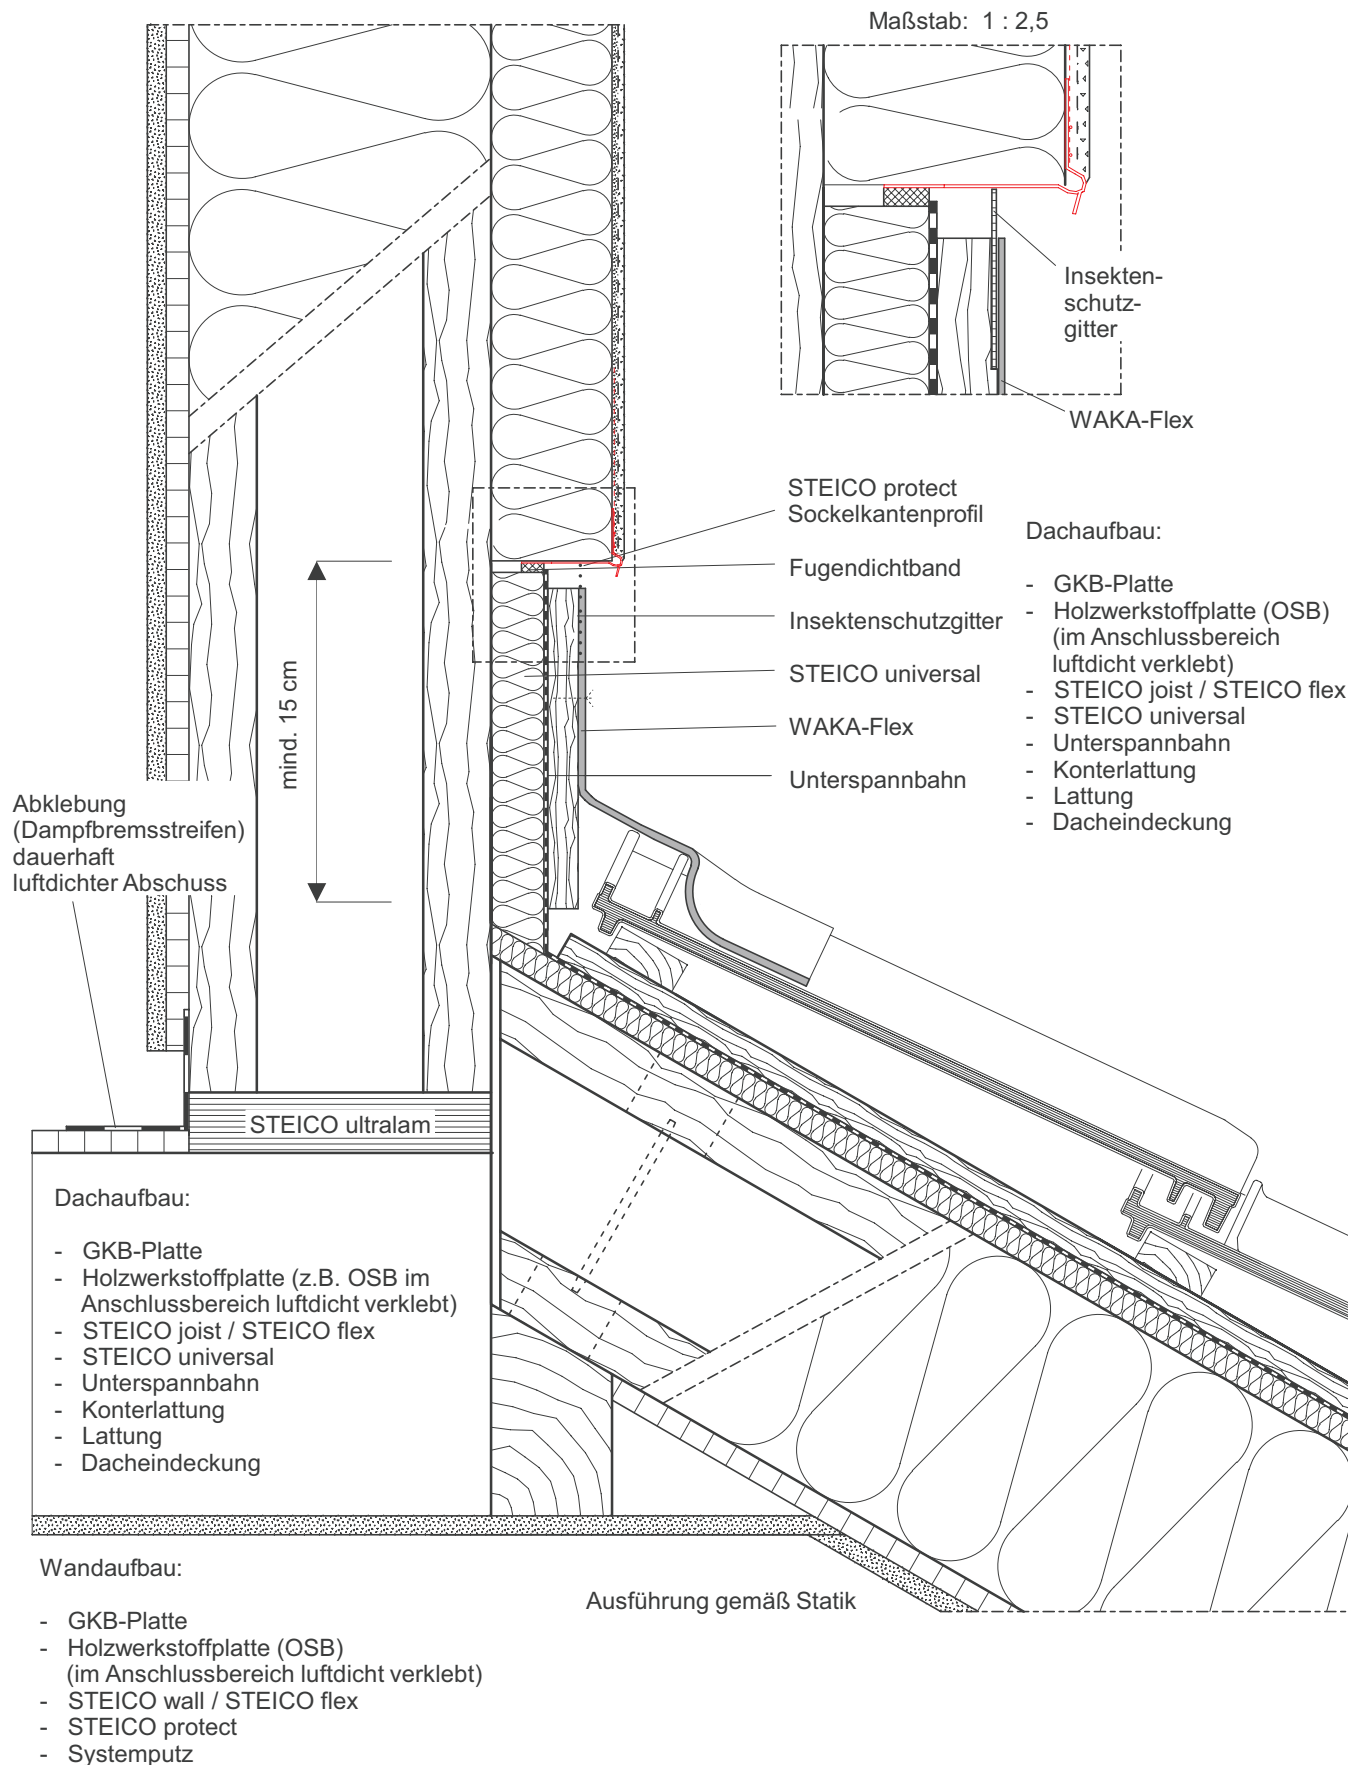 Maßstab: 1 : 2,5
Insekten-
schutz-
gitter
WAKA-Flex
STEICO protect
Sockelkantenprofil
Fugendichtband
Insektenschutzgitter
STEICO universal
WAKA-Flex
Unterspannbahn
Dachaufbau:
- GKB-Platte
- Holzwerkstoffplatte (OSB)
(im Anschlussbereich
luftdicht verklebt)
- STEICO joist / STEICO flex
- STEICO universal
- Unterspannbahn
- Konterlattung
- Lattung
- Dacheindeckung
mind. 15 cm
Abklebung
(Dampfbremsstreifen)
dauerhaft
luftdichter Abschuss
STEICO ultralam
Dachaufbau:
- GKB-Platte
- Holzwerkstoffplatte (z.B. OSB im
Anschlussbereich luftdicht verklebt)
- STEICO joist / STEICO flex
- STEICO universal
- Unterspannbahn
- Konterlattung
- Lattung
- Dacheindeckung
Wandaufbau:
- GKB-Platte
- Holzwerkstoffplatte (OSB)
(im Anschlussbereich luftdicht verklebt)
- STEICO wall / STEICO flex
- STEICO protect
- Systemputz
Ausführung gemäß Statik